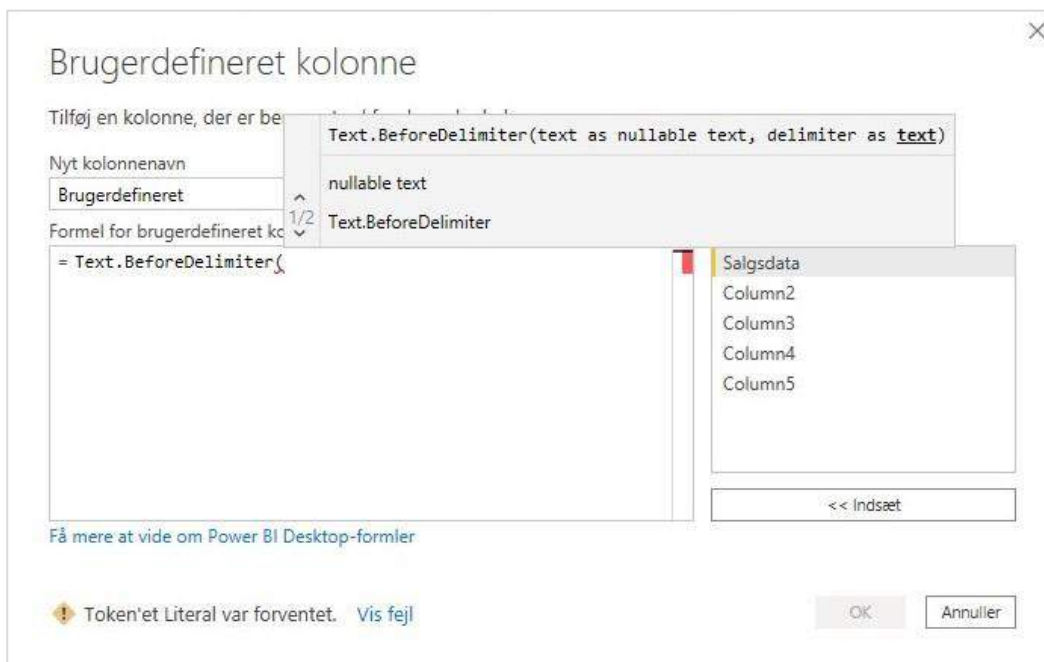 Brugerdefineret kolonne
Tilføj en kolonne, der er
Text.BeforeDelimiter(text as nullable text, delimiter as text)
nullable text
1/2 Text.BeforeDelimiter
Nyt kolonnenavn
Brugerdefineret
Formel for brugerdefineret
= Text.BeforeDelimiter(
Salgsdata
Column2
Column3
Column4
Column5
<< Indsæt
Få mere at vide om Power BI Desktop-formler
Token'et Literal var forventet. Vis fejl
OK
Annuller